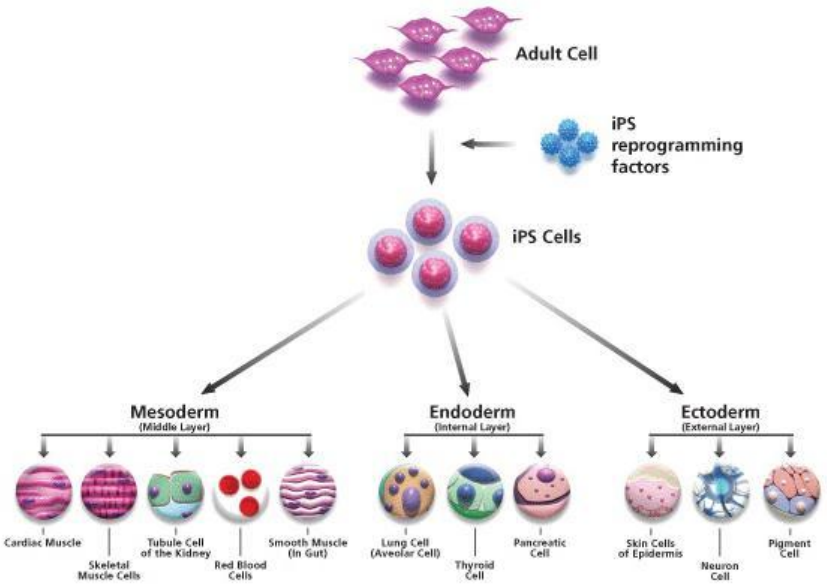 Adult Cell
iPS
reprogramming
factors
iPS Cells
Mesoderm
(Middle Layer)
Endoderm
(Internal Layer)
Ectoderm
(External Layer)
Cardiac Muscle
Skeletal
Muscle Cells
Tubule Cell
of the Kidney
Red Blood
Cells
Smooth Muscle
(In Gut)
Lung Cell
(Aveolar Cell)
Thyroid
Cell
Pancreatic
Cell
Skin Cells
of Epidermis
Neuron
Cell
Pigment
Cell